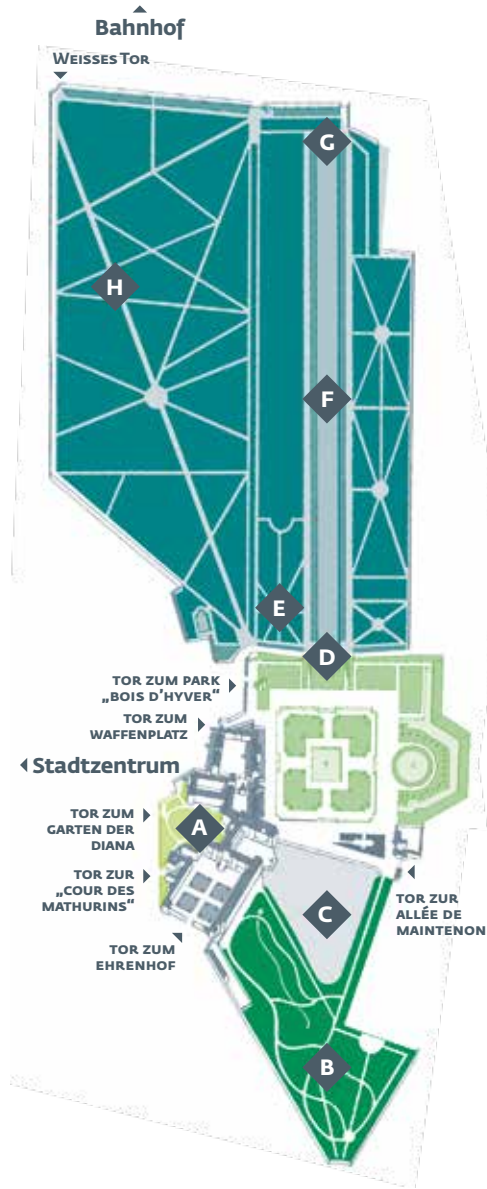 Bahnhof
Weisses Tor
G
H
F
E
D
Tor zum Park
„Bois d'Hyver“
Tor zum
Waffenplatz
Stadtzentrum
Tor zum
Garten der
Diana
A
Tor zur
„Cour des
Mathurins“
Tor zur
Allée de
Maintenon
C
Tor zum
Ehrenhof
B